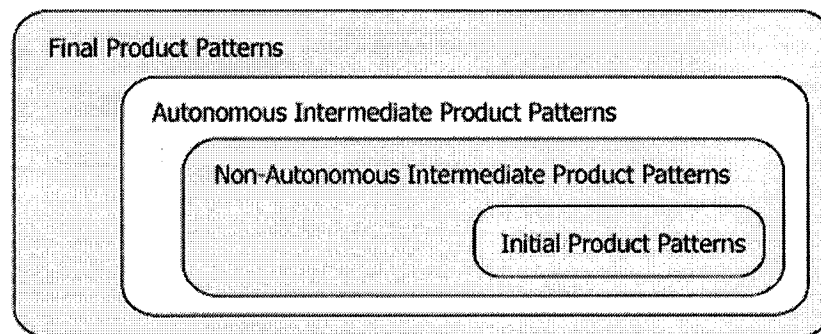 Final Product Patterns
Autonomous Intermediate Product Patterns
Non-Autonomous Intermediate Product Patterns
Initial Product Patterns